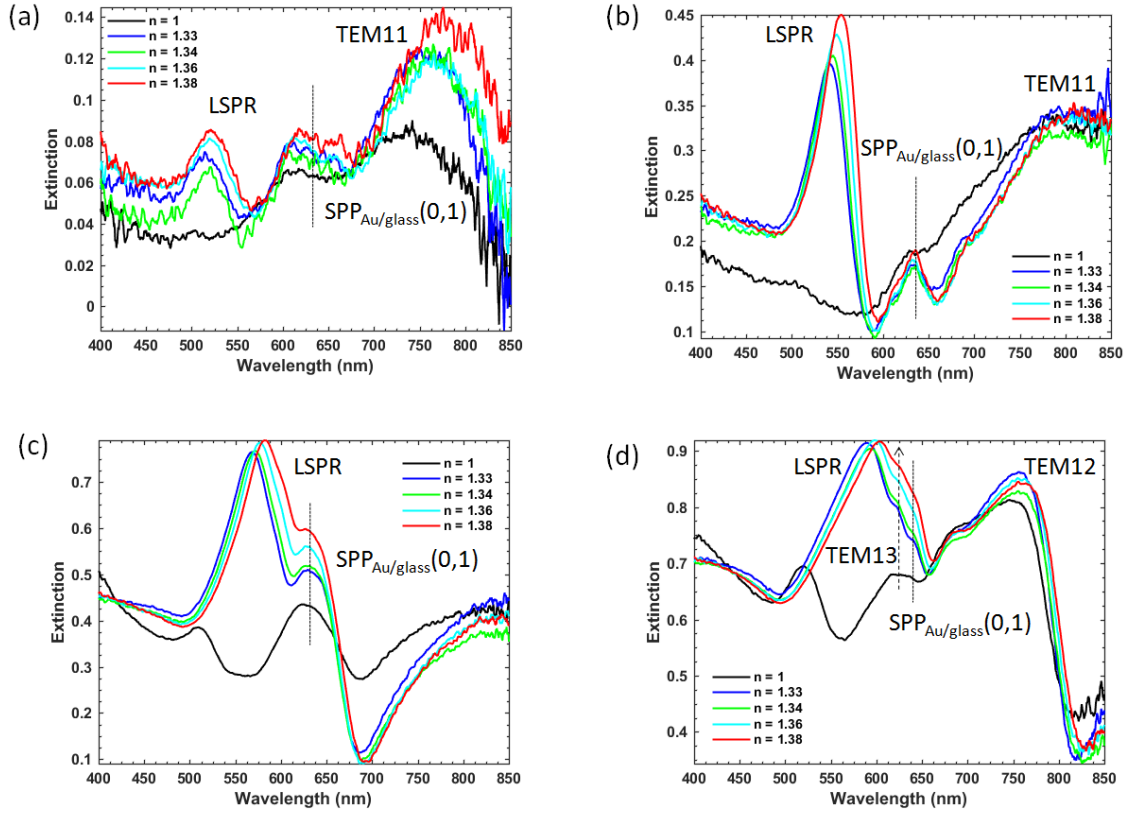 (a)
n = 1
n = 1.33
n = 1.34
n = 1.36
n = 1.38
LSPR
TEM11
SPP_Au/glass(0,1)
Extinction
0.14
0.12
0.1
0.08
0.06
0.04
0.02
0
400 450 500 550 600 650 700 750 800 850
Wavelength (nm)
(b)
LSPR
TEM11
SPP_Au/glass(0,1)
n = 1
n = 1.33
n = 1.34
n = 1.36
n = 1.38
Extinction
0.45
0.4
0.35
0.3
0.25
0.2
0.15
0.1
400 450 500 550 600 650 700 750 800 850
Wavelength (nm)
(c)
LSPR
n = 1
n = 1.33
n = 1.34
n = 1.36
n = 1.38
SPP_Au/glass(0,1)
Extinction
0.7
0.6
0.5
0.4
0.3
0.2
0.1
400 450 500 550 600 650 700 750 800 850
Wavelength (nm)
(d)
LSPR
TEM12
TEM13
SPP_Au/glass(0,1)
n = 1
n = 1.33
n = 1.34
n = 1.36
n = 1.38
Extinction
0.9
0.8
0.7
0.6
0.5
0.4
400 450 500 550 600 650 700 750 800 850
Wavelength (nm)